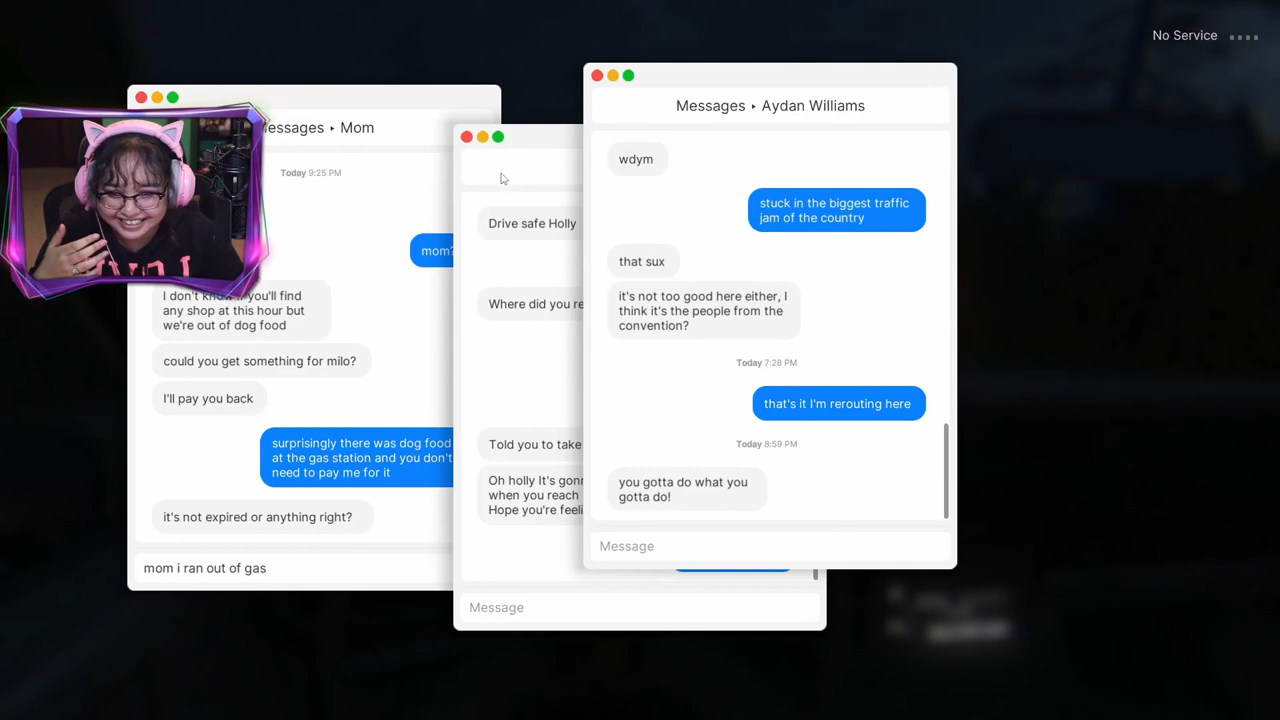 No Service
Messages ▸ Mom
Today 9:25 PM
mom?
I don't know if you'll find
any shop at this hour but
we're out of dog food
could you get something for milo?
I'll pay you back
surprisingly there was dog food
at the gas station and you don't
need to pay me for it
it's not expired or anything right?
mom i ran out of gas
Drive safe Holly
Where did you re
Told you to take
Oh holly It's gon
when you reach
Hope you're feeli
Message
Messages ▸ Aydan Williams
wdym
stuck in the biggest traffic
jam of the country
that sux
it's not too good here either, I
think it's the people from the
convention?
Today 7:28 PM
that's it I'm rerouting here
Today 8:59 PM
you gotta do what you
gotta do!
Message